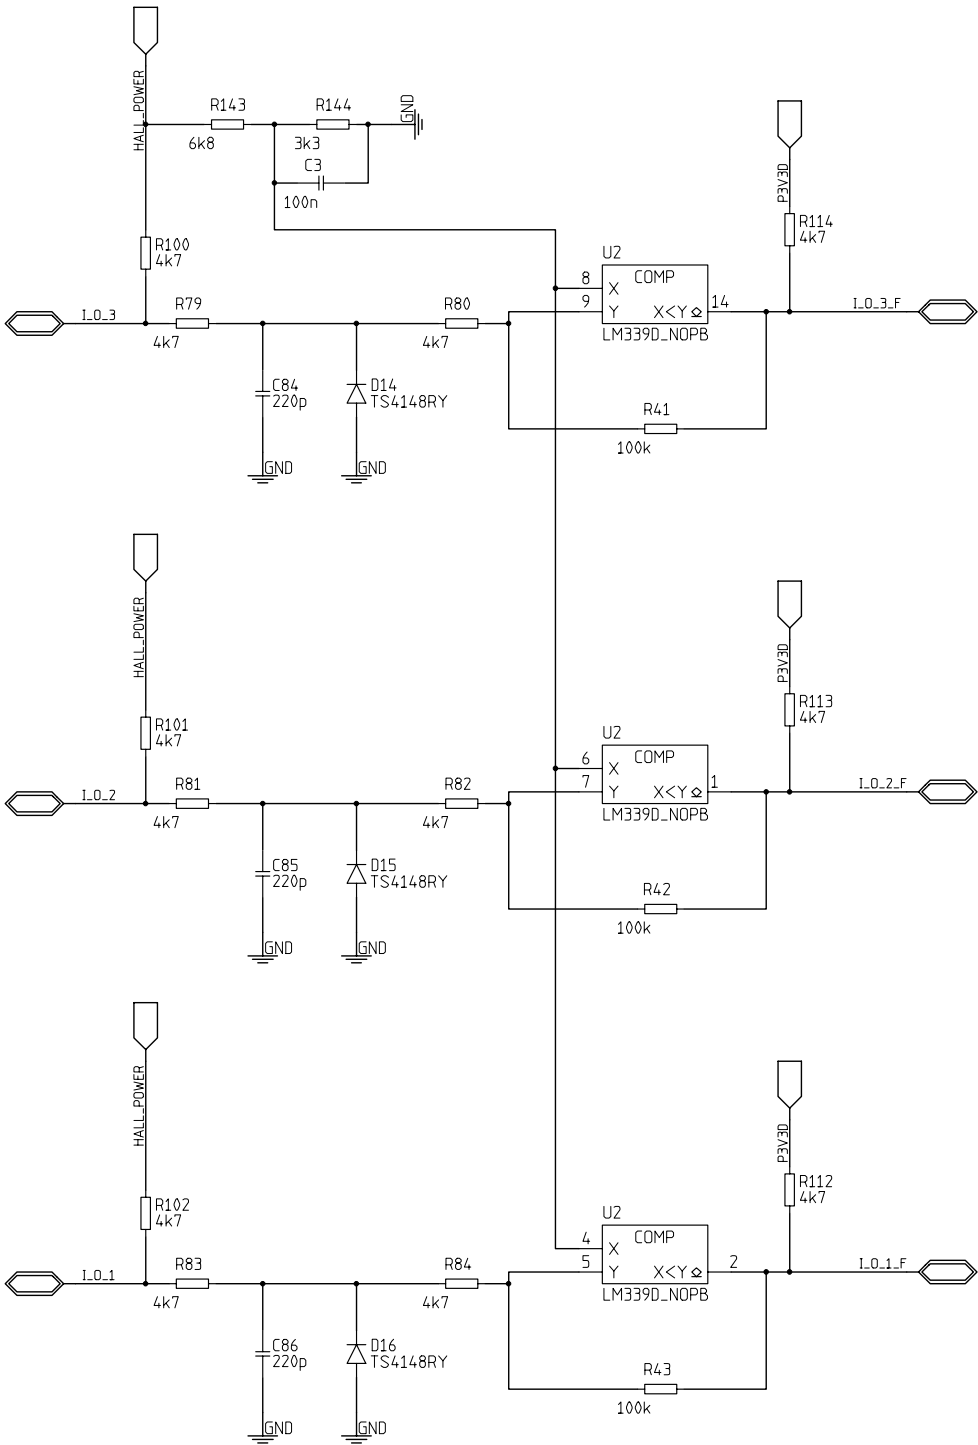 HALL_POWER
R143
6k8
R144
3k3
GND
C3
100n
P3V3D
R114
4k7
R100
4k7
U2
COMP
8
X
9
Y
X<Y
14
LM339D_NOPB
I_O_3
R79
4k7
R80
4k7
I_O_3_F
C84
220p
D14
TS4148RY
R41
100k
GND
GND
HALL_POWER
P3V3D
R113
4k7
R101
4k7
U2
COMP
6
X
7
Y
X<Y
1
LM339D_NOPB
I_O_2
R81
4k7
R82
4k7
I_O_2_F
C85
220p
D15
TS4148RY
R42
100k
GND
GND
HALL_POWER
P3V3D
R112
4k7
R102
4k7
U2
COMP
4
X
5
Y
X<Y
2
LM339D_NOPB
I_O_1
R83
4k7
R84
4k7
I_O_1_F
C86
220p
D16
TS4148RY
R43
100k
GND
GND